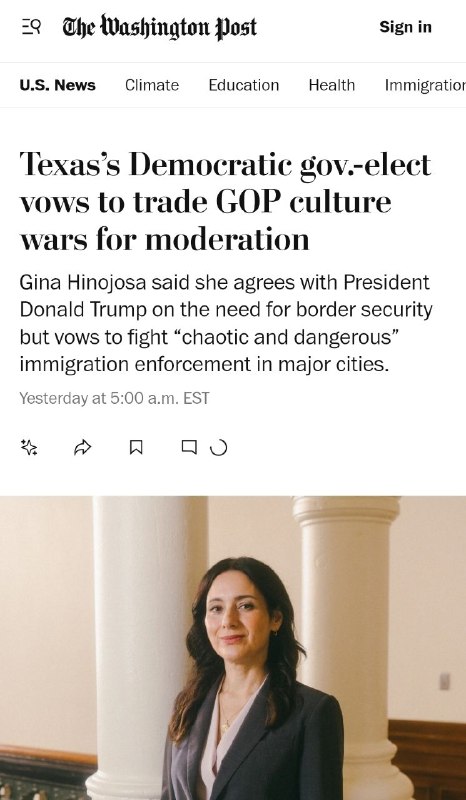 The Washington Post
Sign in
U.S. News Climate Education Health Immigration
Texas’s Democratic gov.-elect
vows to trade GOP culture
wars for moderation
Gina Hinojosa said she agrees with President
Donald Trump on the need for border security
but vows to fight “chaotic and dangerous”
immigration enforcement in major cities.
Yesterday at 5:00 a.m. EST